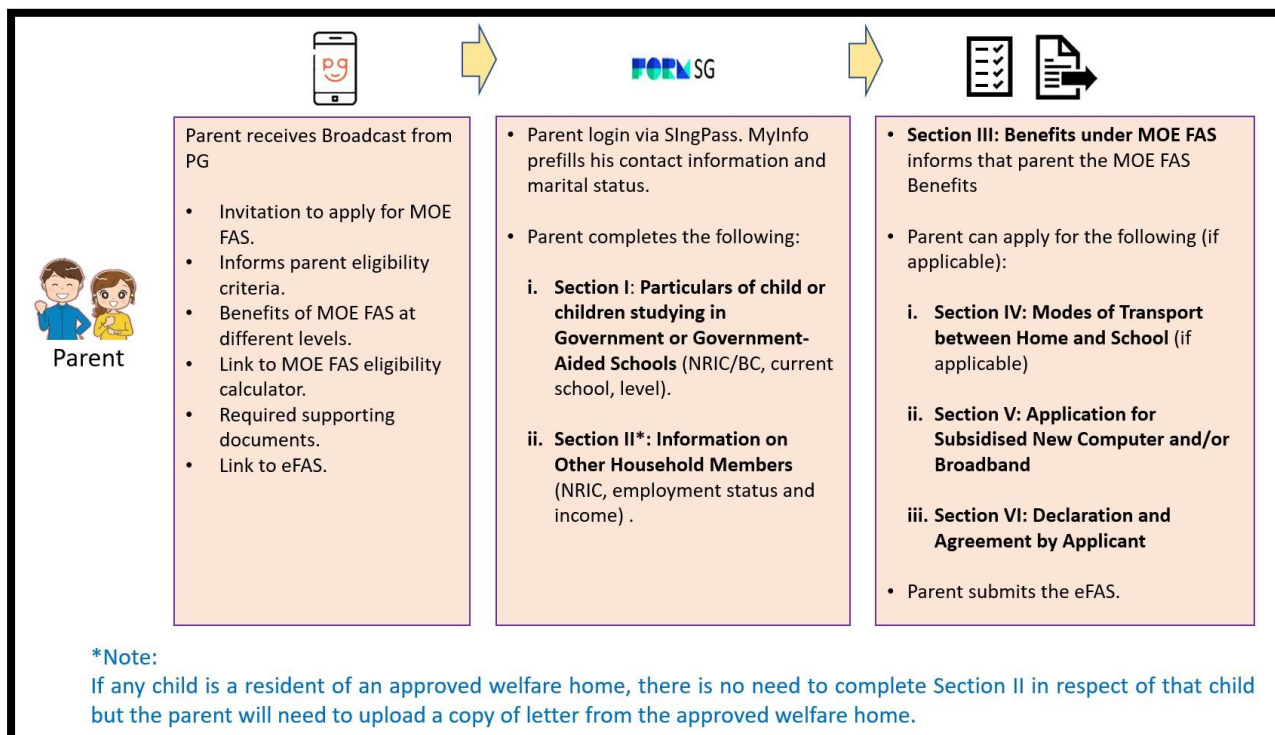 pg
FORM SG
Parent
Parent receives Broadcast from
PG
• Invitation to apply for MOE
FAS.
• Informs parent eligibility
criteria.
• Benefits of MOE FAS at
different levels.
• Link to MOE FAS eligibility
calculator.
• Required supporting
documents.
• Link to eFAS.
• Parent login via SIngPass. MyInfo
prefills his contact information and
marital status.
• Parent completes the following:
i. Section I: Particulars of child or
children studying in
Government or Government-
Aided Schools (NRIC/BC, current
school, level).
ii. Section II*: Information on
Other Household Members
(NRIC, employment status and
income) .
• Section III: Benefits under MOE FAS
informs that parent the MOE FAS
Benefits
• Parent can apply for the following (if
applicable):
i. Section IV: Modes of Transport
between Home and School (if
applicable)
ii. Section V: Application for
Subsidised New Computer and/or
Broadband
iii. Section VI: Declaration and
Agreement by Applicant
• Parent submits the eFAS.
*Note:
If any child is a resident of an approved welfare home, there is no need to complete Section II in respect of that child
but the parent will need to upload a copy of letter from the approved welfare home.